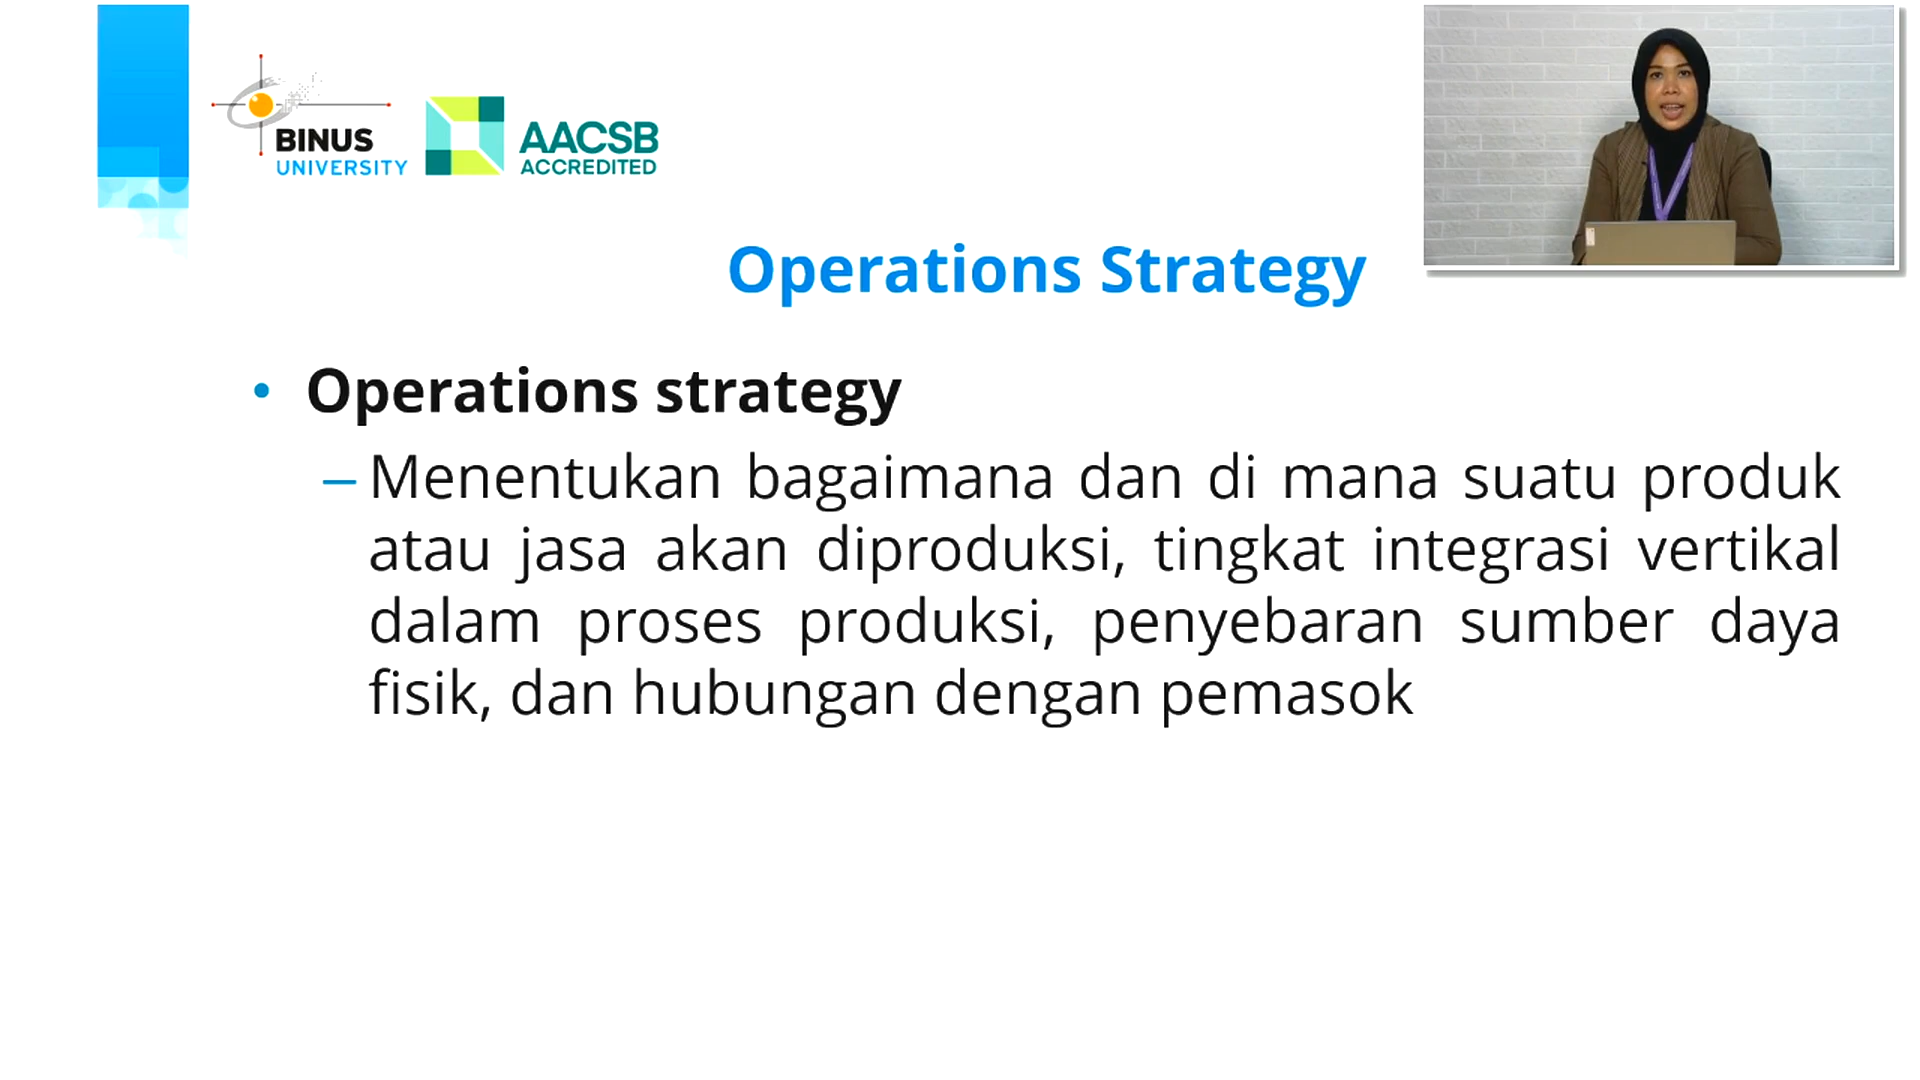 BINUS
UNIVERSITY
AACSB
ACCREDITED
Operations Strategy
• Operations strategy
– Menentukan bagaimana dan di mana suatu produk
atau jasa akan diproduksi, tingkat integrasi vertikal
dalam proses produksi, penyebaran sumber daya
fisik, dan hubungan dengan pemasok